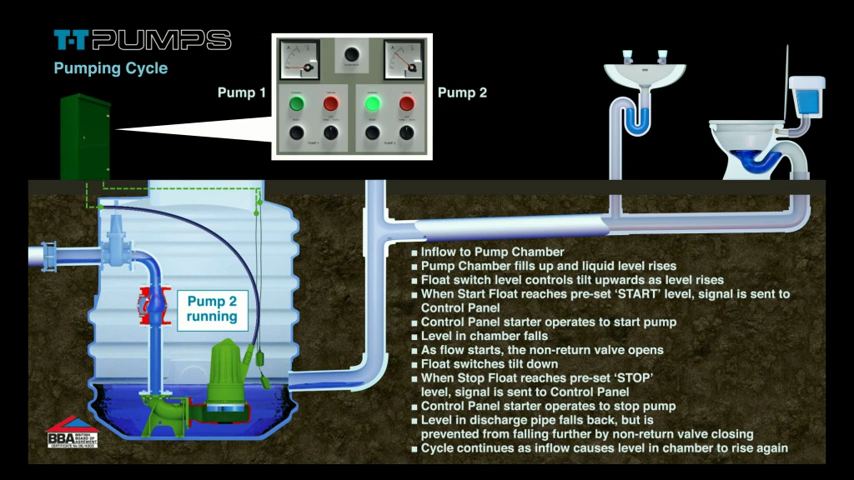 T-T PUMPS
Pumping Cycle
Pump 1
Pump 2
Pump 2
running
Inflow to Pump Chamber
Pump Chamber fills up and liquid level rises
Float switch level controls tilt upwards as level rises
When Start Float reaches pre-set ‘START’ level, signal is sent to
Control Panel
Control Panel starter operates to start pump
Level in chamber falls
As flow starts, the non-return valve opens
Float switches tilt down
When Stop Float reaches pre-set ‘STOP’
level, signal is sent to Control Panel
Control Panel starter operates to stop pump
Level in discharge pipe falls back, but is
prevented from falling further by non-return valve closing
Cycle continues as inflow causes level in chamber to rise again
BBA
BRITISH
BOARD OF
AGRÉMENT